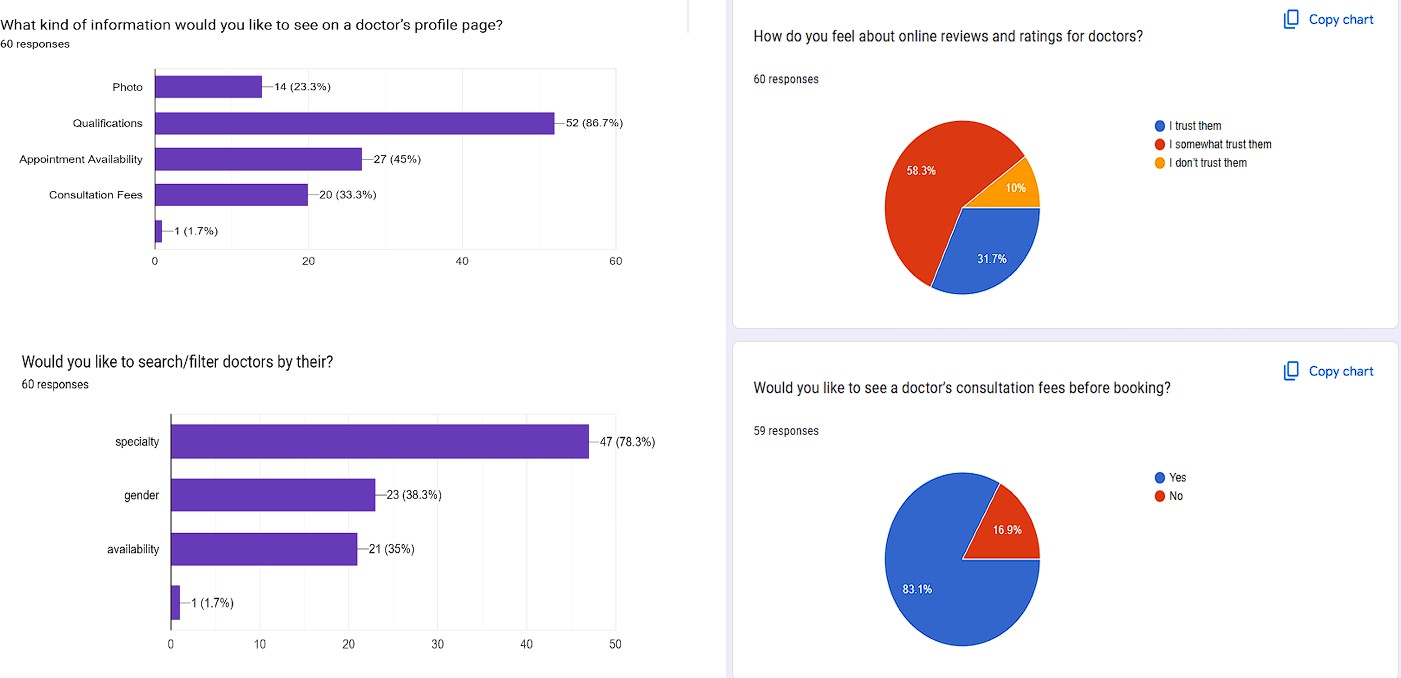 What kind of information would you like to see on a doctor's profile page?
60 responses
Photo
14 (23.3%)
Qualifications
52 (86.7%)
Appointment Availability
27 (45%)
Consultation Fees
20 (33.3%)
1 (1.7%)
0 20 40 60
Copy chart
How do you feel about online reviews and ratings for doctors?
60 responses
I trust them
I somewhat trust them
I don't trust them
58.3%
10%
31.7%
Would you like to search/filter doctors by their?
60 responses
specialty
47 (78.3%)
gender
23 (38.3%)
availability
21 (35%)
1 (1.7%)
0 10 20 30 40 50
Copy chart
Would you like to see a doctor's consultation fees before booking?
59 responses
Yes
No
16.9%
83.1%